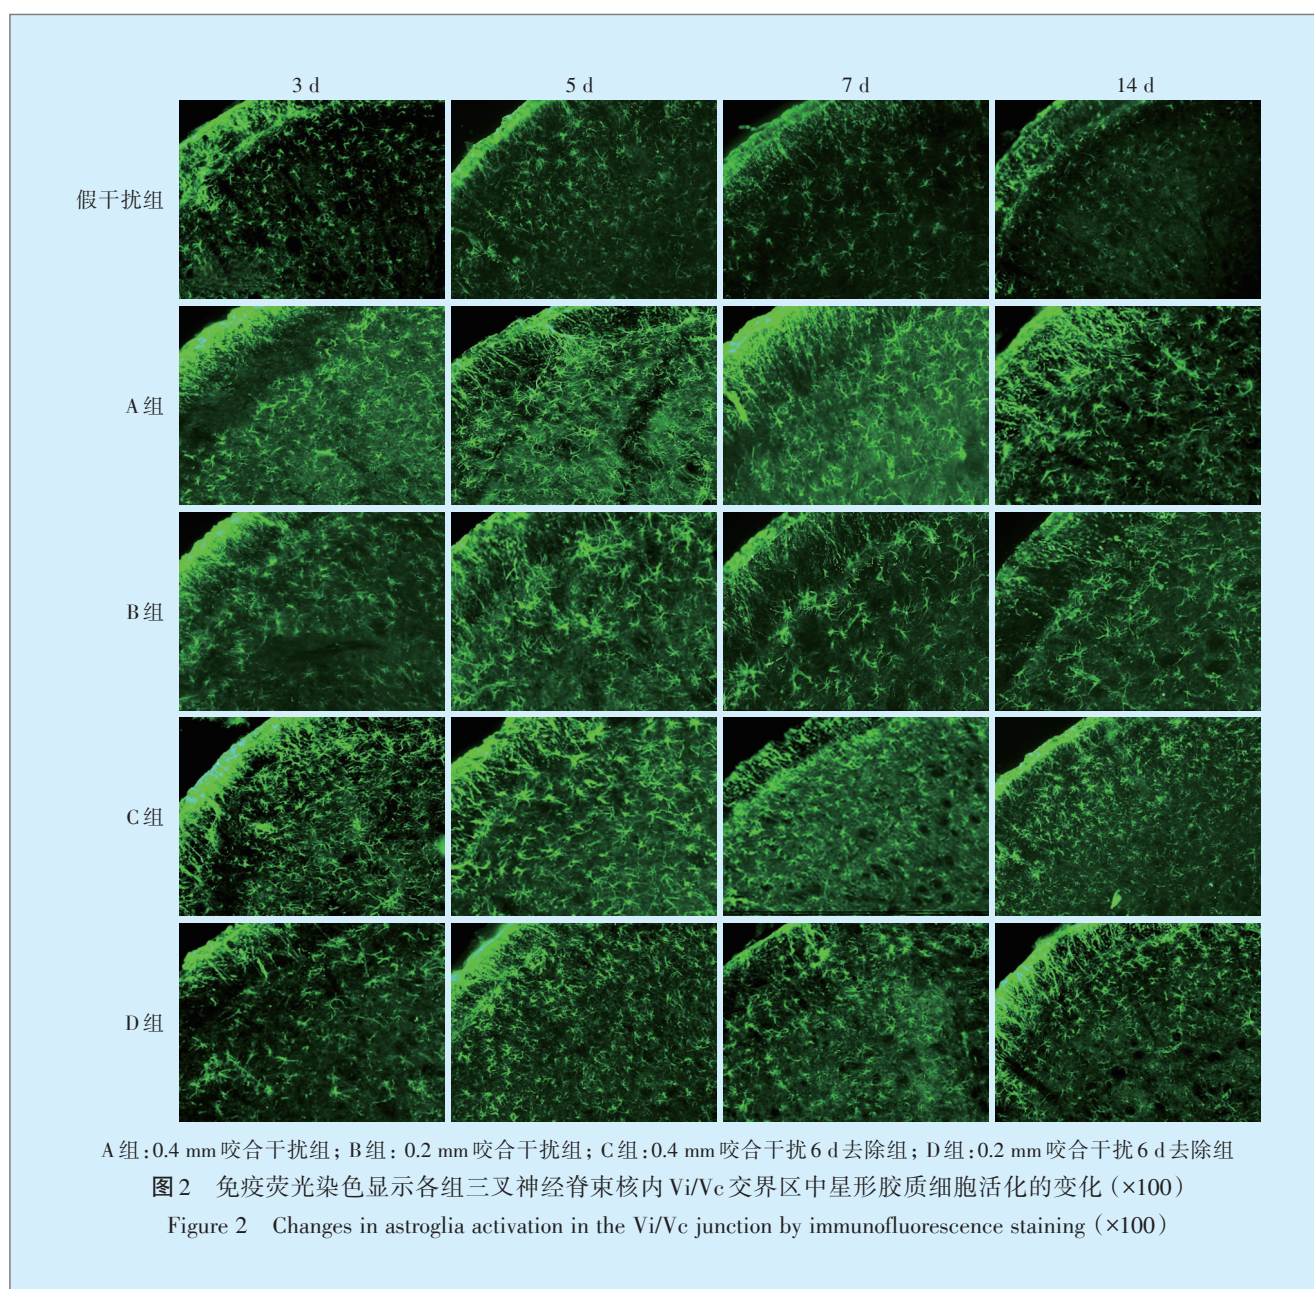 3 d 5 d 7 d 14 d
假干扰组
A组
B组
C组
D组
A组:0.4 mm咬合干扰组; B组: 0.2 mm咬合干扰组; C组:0.4 mm咬合干扰6 d去除组; D组:0.2 mm咬合干扰6 d去除组
图2 免疫荧光染色显示各组三叉神经脊束核内Vi/Vc交界区中星形胶质细胞活化的变化(×100)
Figure 2 Changes in astroglia activation in the Vi/Vc junction by immunofluorescence staining (×100)